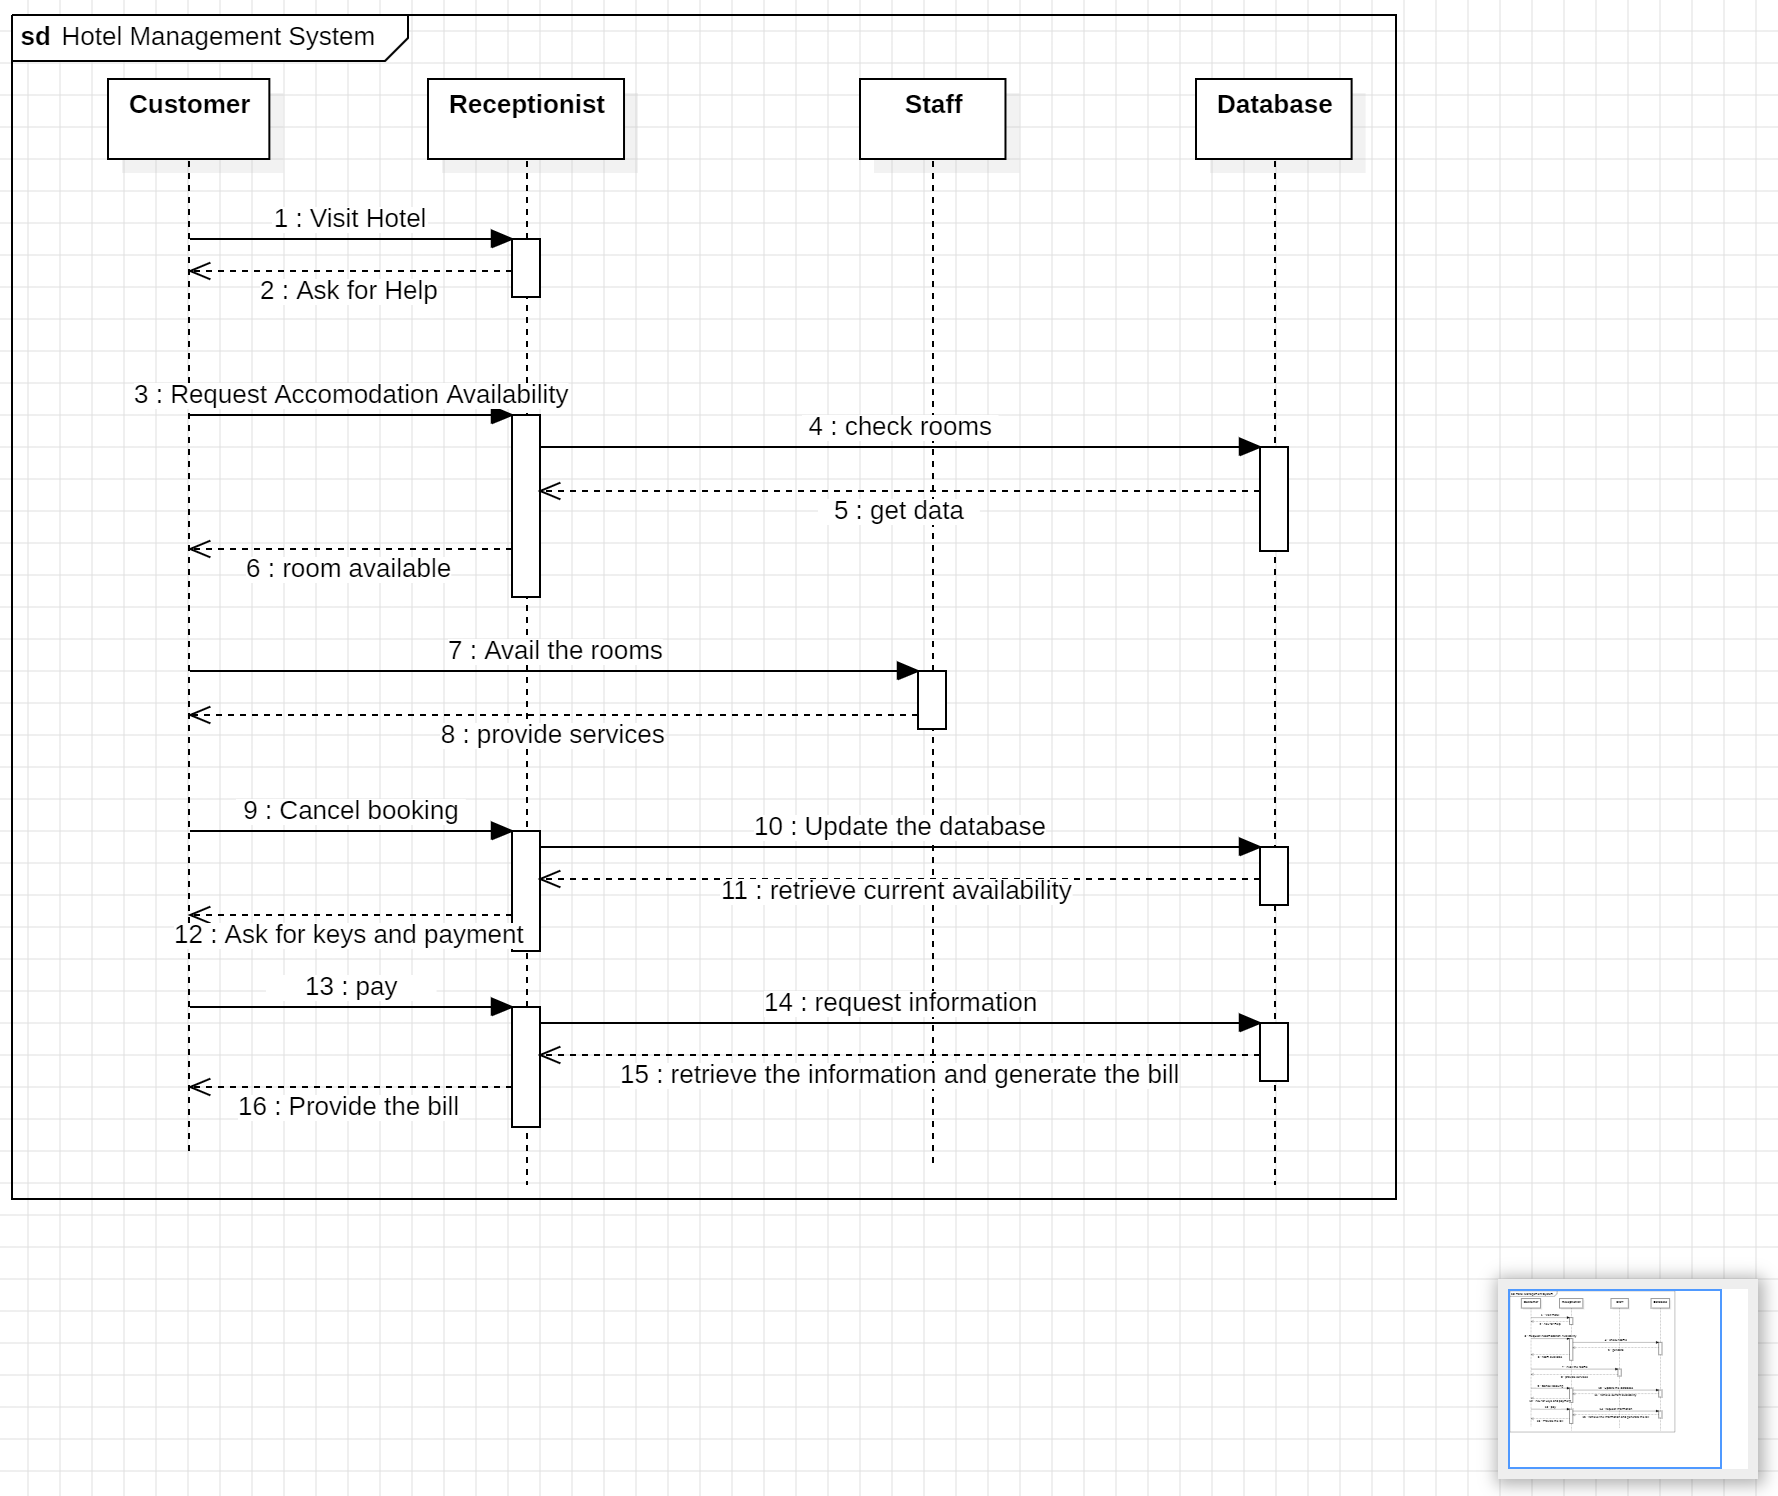 sd Hotel Management System
Customer
Receptionist
Staff
Database
1 : Visit Hotel
2 : Ask for Help
3 : Request Accomodation Availability
4 : check rooms
5 : get data
6 : room available
7 : Avail the rooms
8 : provide services
9 : Cancel booking
10 : Update the database
11 : retrieve current availability
12 : Ask for keys and payment
13 : pay
14 : request information
15 : retrieve the information and generate the bill
16 : Provide the bill